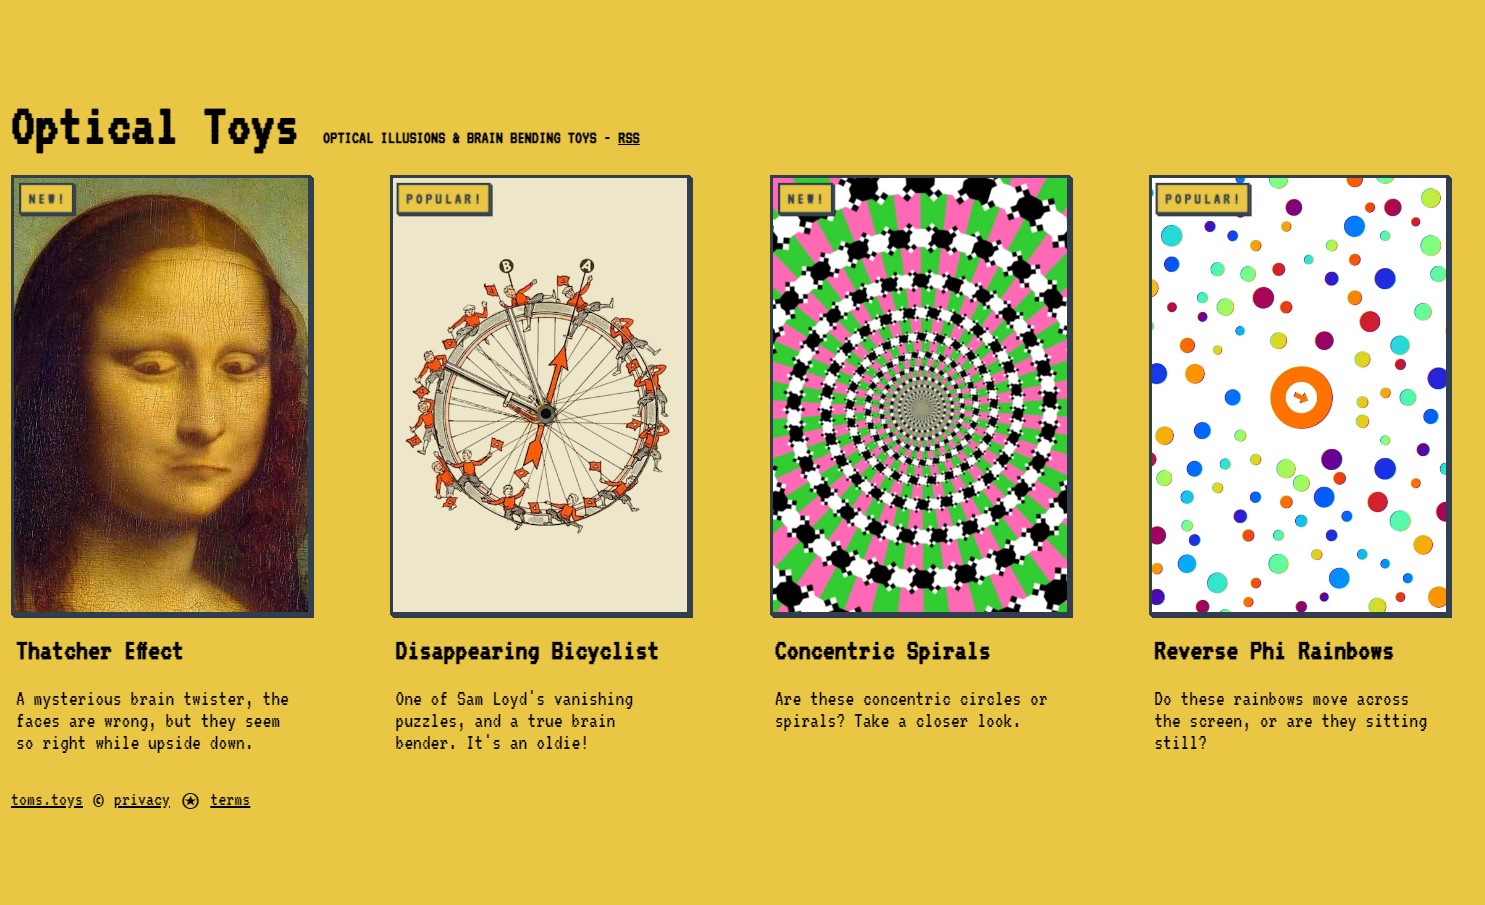 Optical Toys
OPTICAL ILLUSIONS & BRAIN BENDING TOYS - RSS
NEW!
POPULAR!
NEW!
POPULAR!
B
A
Thatcher Effect
A mysterious brain twister, the
faces are wrong, but they seem
so right while upside down.
Disappearing Bicyclist
One of Sam Loyd's vanishing
puzzles, and a true brain
bender. It's an oldie!
Concentric Spirals
Are these concentric circles or
spirals? Take a closer look.
Reverse Phi Rainbows
Do these rainbows move across
the screen, or are they sitting
still?
toms.toys © privacy ✪ terms